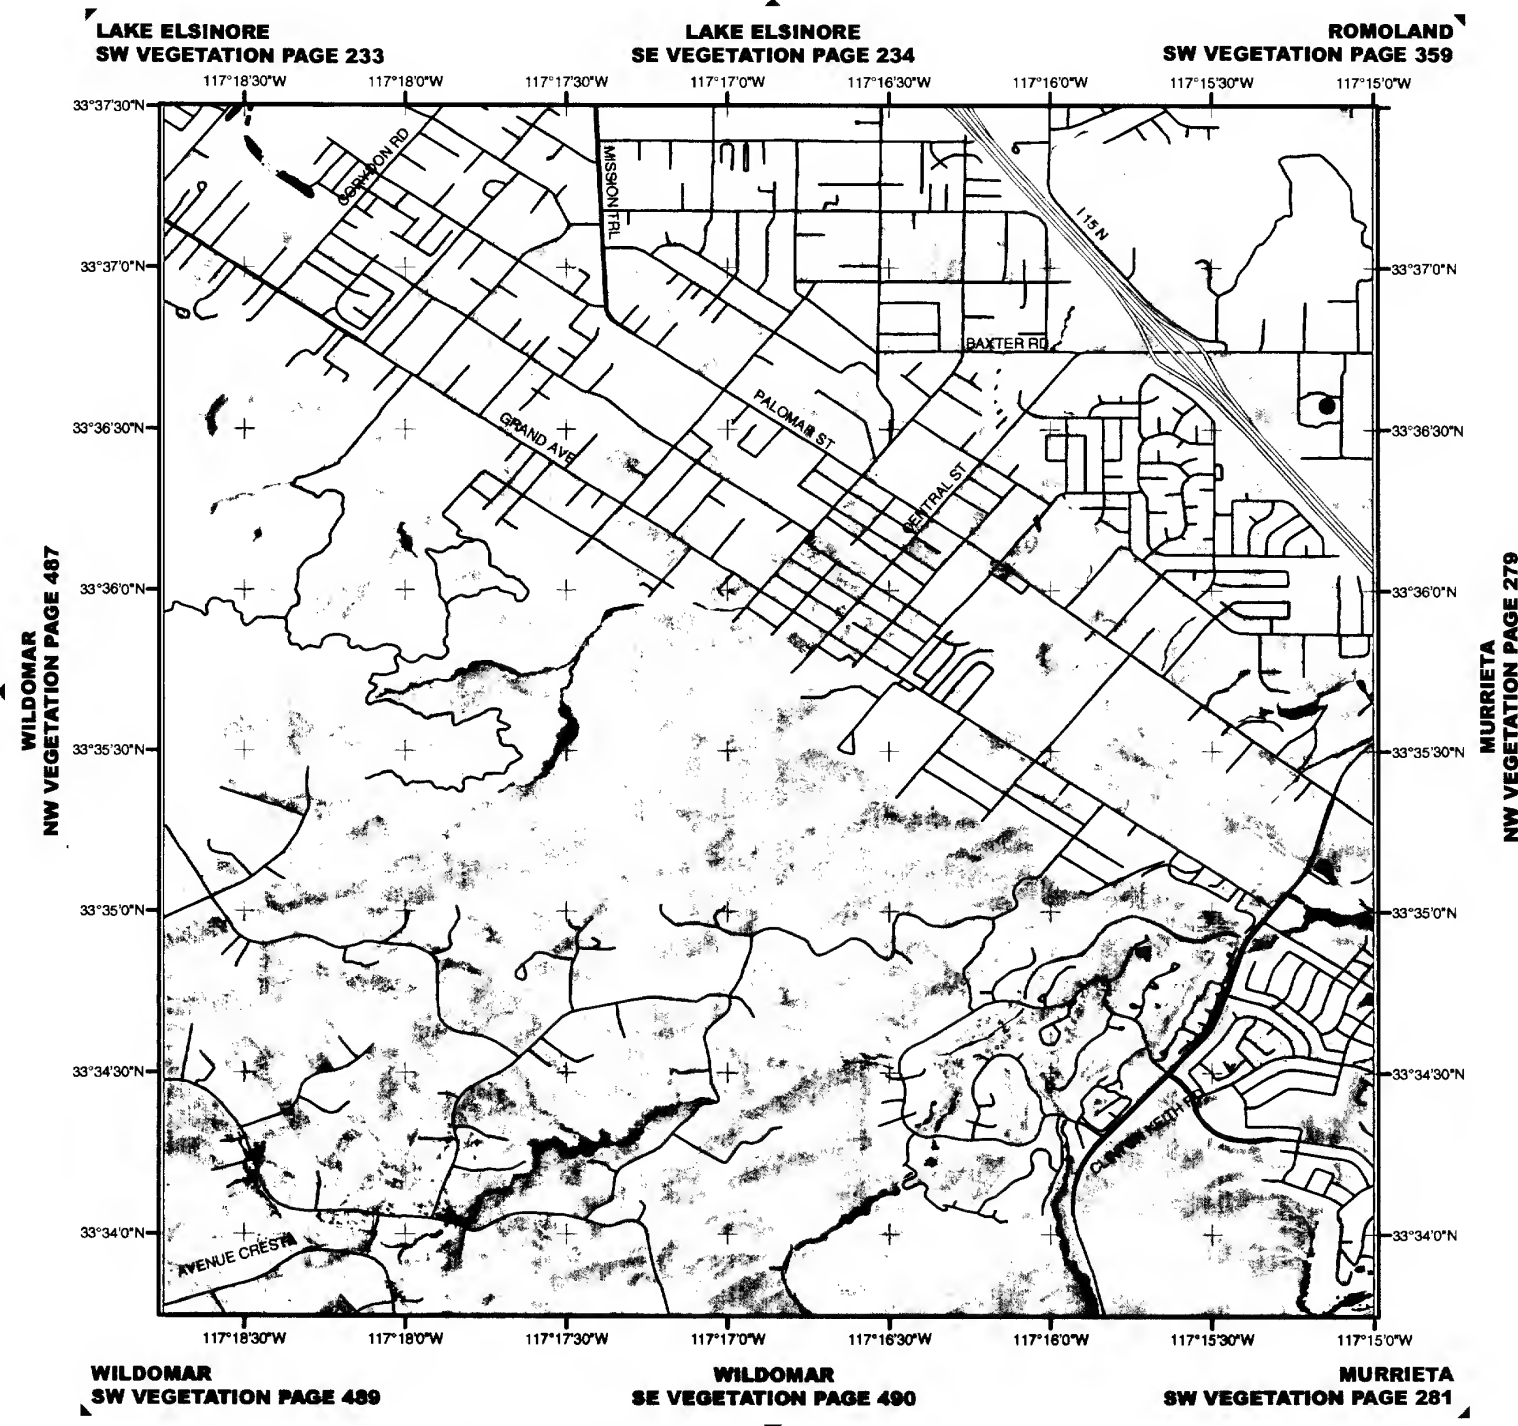 LAKE ELSINORE
SW VEGETATION PAGE 233
LAKE ELSINORE
SE VEGETATION PAGE 234
ROMOLAND
SW VEGETATION PAGE 359
117°18'30"W 117°18'0"W 117°17'30"W 117°17'0"W 117°16'30"W 117°16'0"W 117°15'30"W 117°15'0"W
33°37'30"N
CORYDON RD
MISSION TRL
I 15 N
33°37'0"N 33°37'0"N
BAXTER RD
PALOMAR ST
33°36'30"N 33°36'30"N
GRAND AVE
CENTRAL ST
33°36'0"N 33°36'0"N
WILDOMAR
NW VEGETATION PAGE 487
MURRIETA
NW VEGETATION PAGE 279
33°35'30"N 33°35'30"N
33°35'0"N 33°35'0"N
33°34'30"N 33°34'30"N
CLINTON KEITH RD
33°34'0"N 33°34'0"N
AVENUE CRESTA
117°18'30"W 117°18'0"W 117°17'30"W 117°17'0"W 117°16'30"W 117°16'0"W 117°15'30"W 117°15'0"W
WILDOMAR
SW VEGETATION PAGE 489
WILDOMAR
SE VEGETATION PAGE 490
MURRIETA
SW VEGETATION PAGE 281